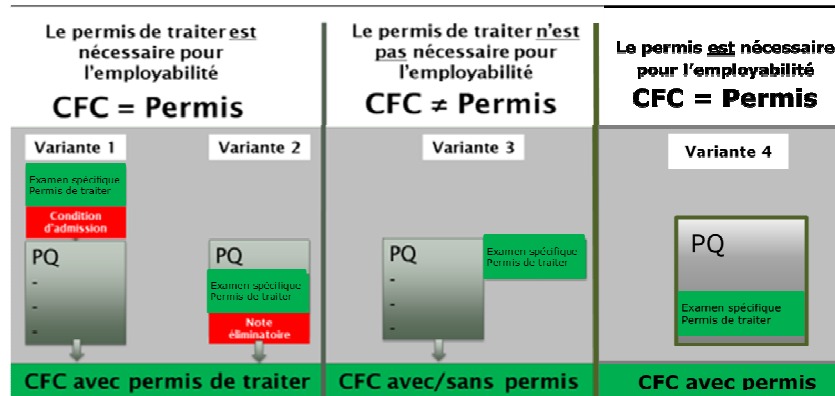 Le permis de traiter est
nécessaire pour
l'employabilité
CFC = Permis
Le permis de traiter n'est
pas nécessaire pour
l'employabilité
CFC ≠ Permis
Le permis est nécessaire
pour l'employabilité
CFC = Permis
Variante 1
Examen spécifique
Permis de traiter
Condition
d'admission
PQ
-
-
-
Variante 2
PQ
Examen spécifique
Permis de traiter
Note
éliminatoire
CFC avec permis de traiter
Variante 3
PQ
-
-
-
Examen spécifique
Permis de traiter
CFC avec/sans permis
Variante 4
PQ
Examen spécifique
Permis de traiter
CFC avec permis